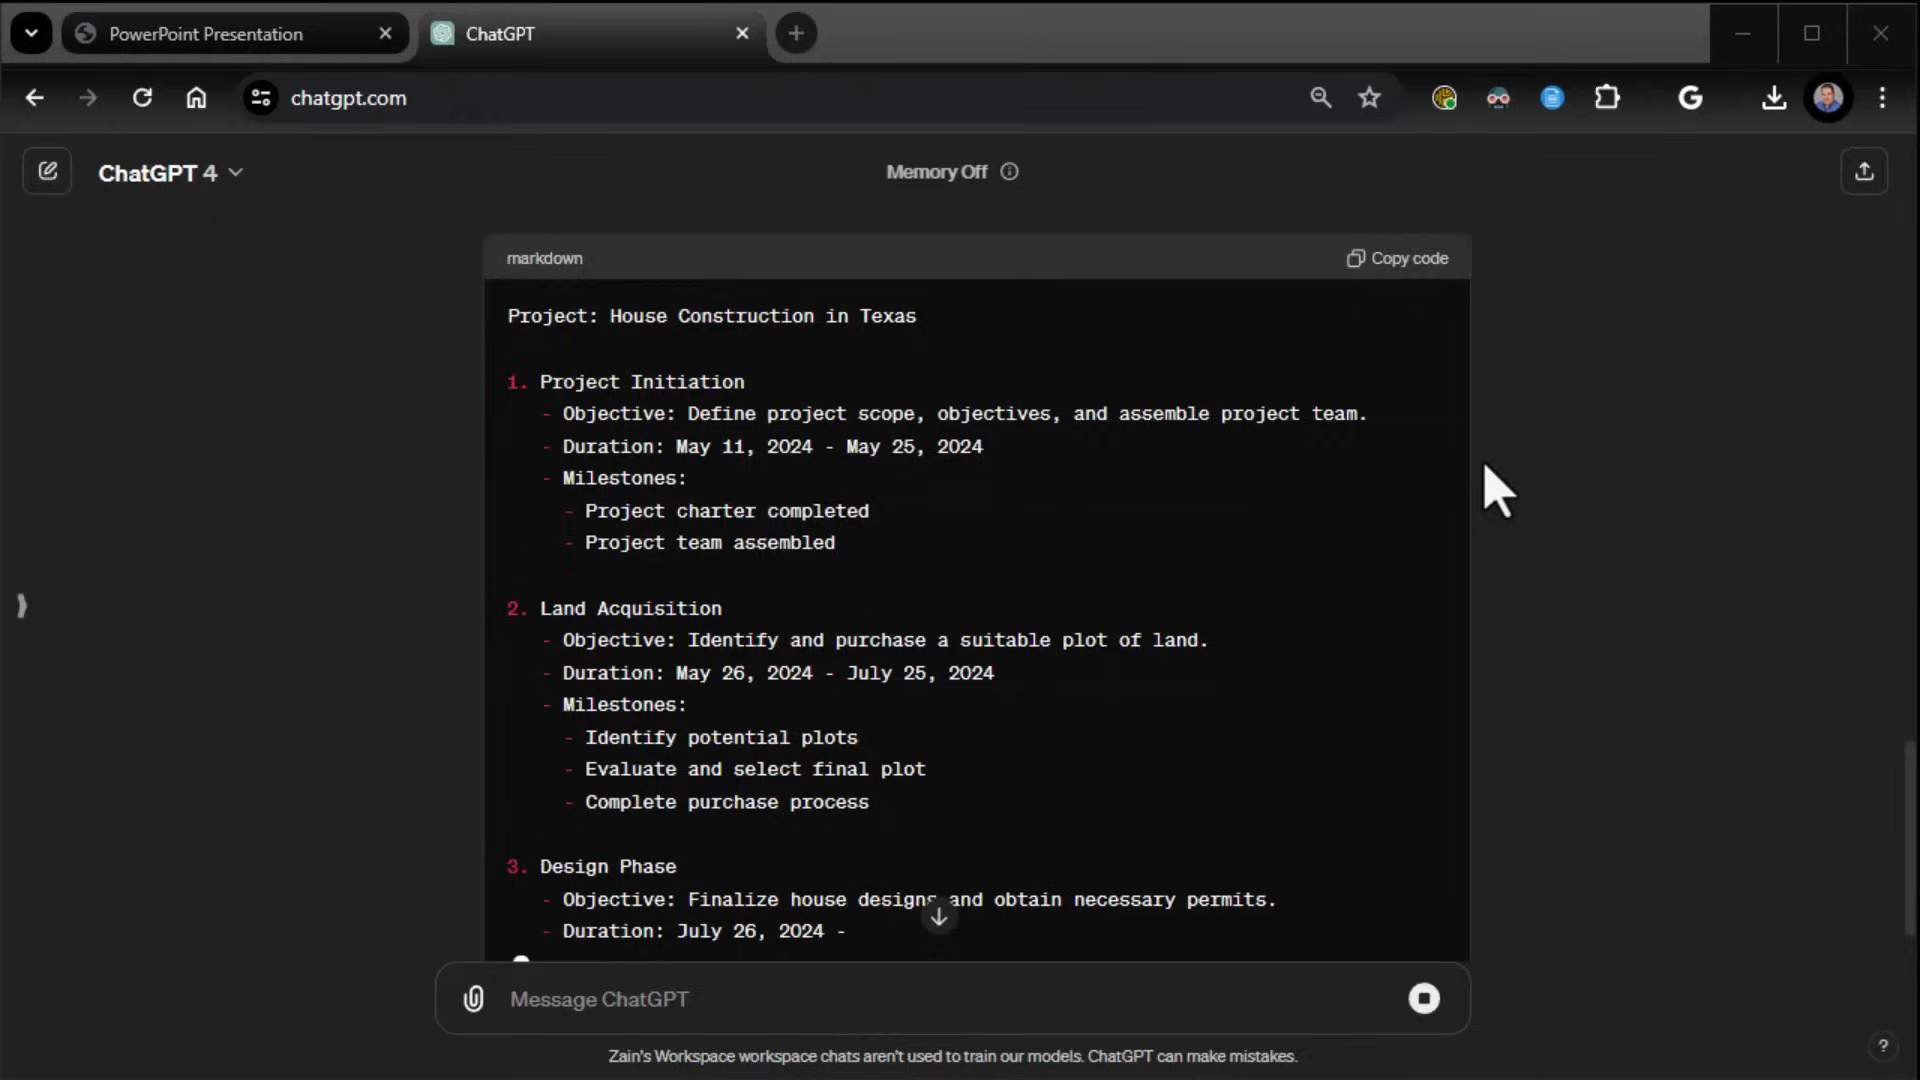 PowerPoint Presentation
ChatGPT
chatgpt.com
ChatGPT 4
Memory Off
markdown
Copy code
Project: House Construction in Texas
1. Project Initiation
- Objective: Define project scope, objectives, and assemble project team.
- Duration: May 11, 2024 - May 25, 2024
- Milestones:
- Project charter completed
- Project team assembled
2. Land Acquisition
- Objective: Identify and purchase a suitable plot of land.
- Duration: May 26, 2024 - July 25, 2024
- Milestones:
- Identify potential plots
- Evaluate and select final plot
- Complete purchase process
3. Design Phase
- Objective: Finalize house designs and obtain necessary permits.
- Duration: July 26, 2024 -
Message ChatGPT
Zain's Workspace workspace chats aren't used to train our models. ChatGPT can make mistakes.
?